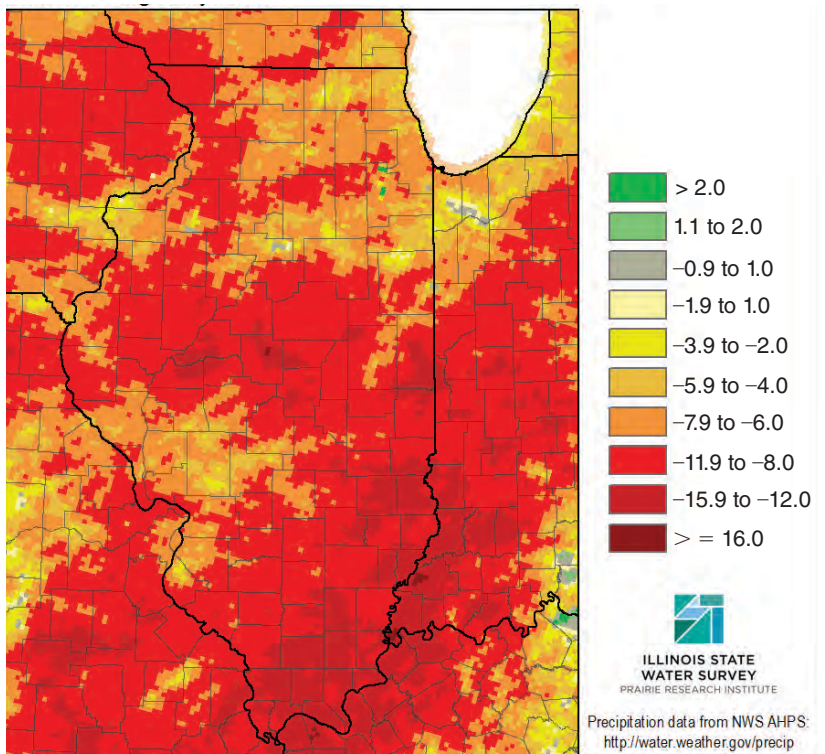 > 2.0
1.1 to 2.0
−0.9 to 1.0
−1.9 to 1.0
−3.9 to −2.0
−5.9 to −4.0
−7.9 to −6.0
−11.9 to −8.0
−15.9 to −12.0
> = 16.0
ILLINOIS STATE
WATER SURVEY
PRAIRIE RESEARCH INSTITUTE
Precipitation data from NWS AHPS:
http://water.weather.gov/precip